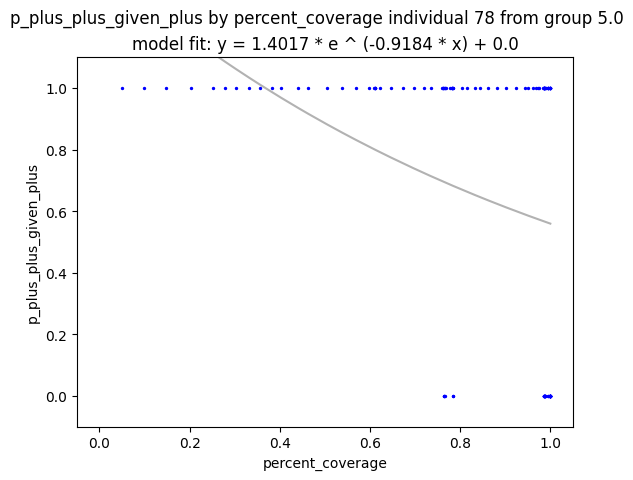 p_plus_plus_given_plus by percent_coverage individual 78 from group 5.0
model fit: y = 1.4017 * e ^ (-0.9184 * x) + 0.0
1.0
0.8
0.6
0.4
0.2
0.0
p_plus_plus_given_plus
0.0 0.2 0.4 0.6 0.8 1.0
percent_coverage